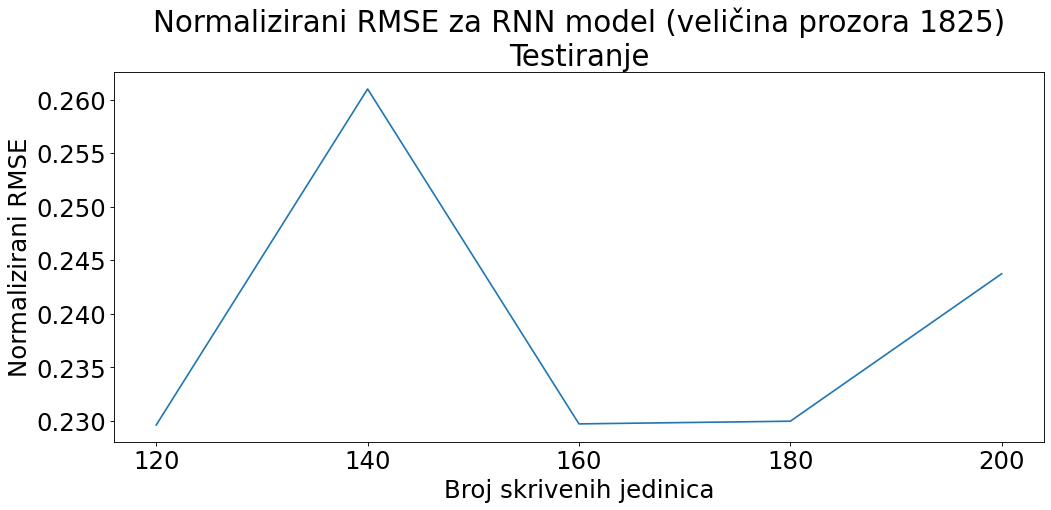 Normalizirani RMSE za RNN model (veličina prozora 1825)
Testiranje
Normalizirani RMSE
0.260
0.255
0.250
0.245
0.240
0.235
0.230
120 140 160 180 200
Broj skrivenih jedinica